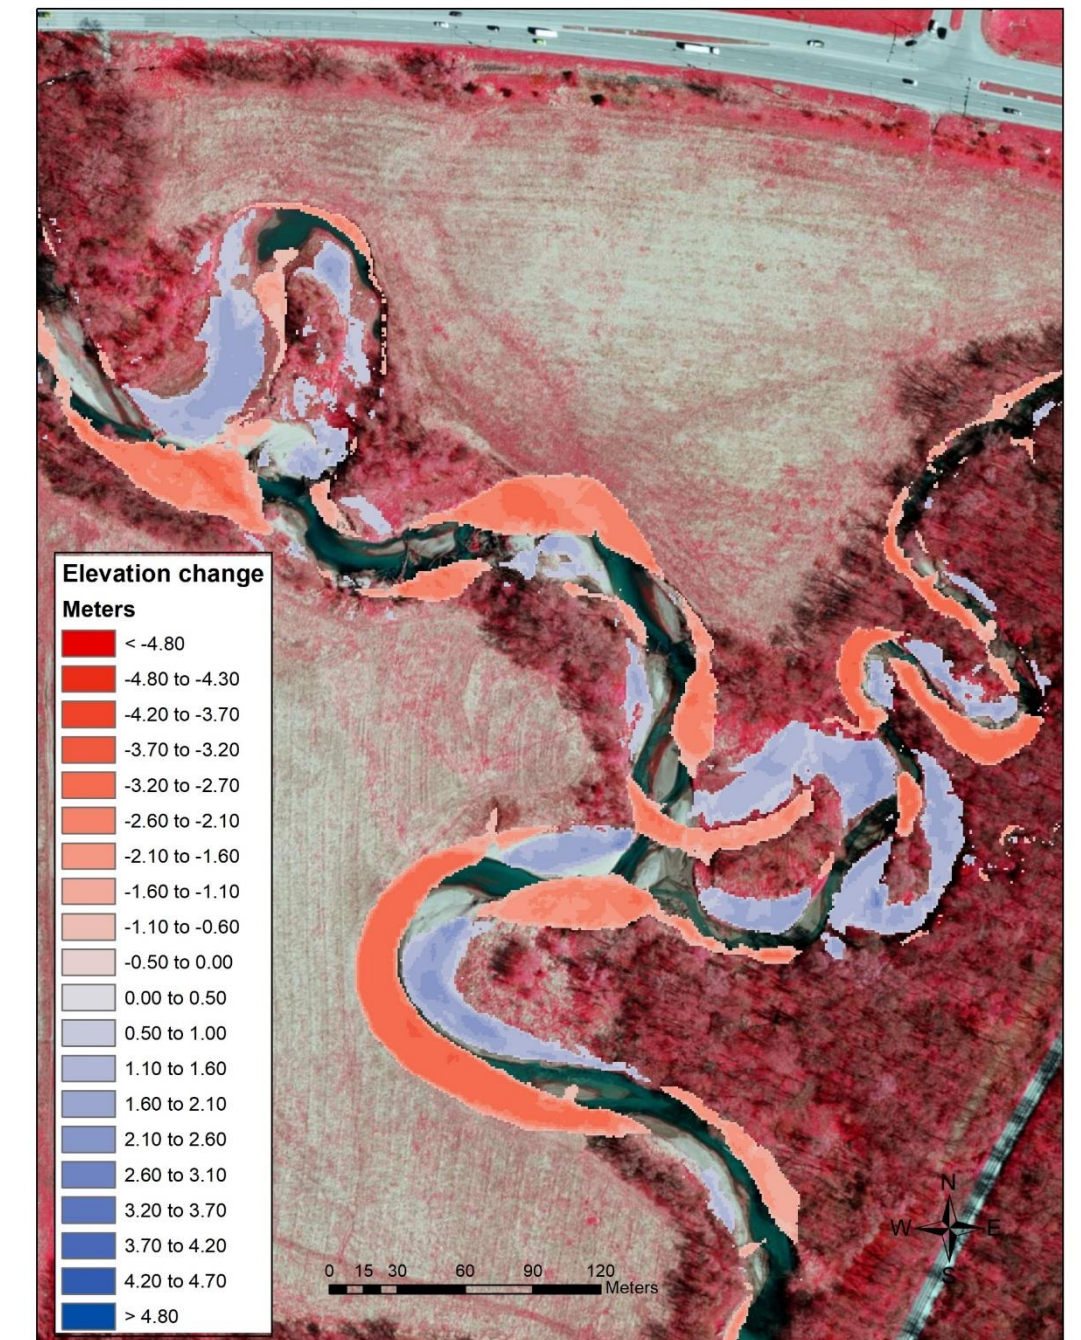 Elevation change
Meters
< -4.80
-4.80 to -4.30
-4.20 to -3.70
-3.70 to -3.20
-3.20 to -2.70
-2.60 to -2.10
-2.10 to -1.60
-1.60 to -1.10
-1.10 to -0.60
-0.50 to 0.00
0.00 to 0.50
0.50 to 1.00
1.10 to 1.60
1.60 to 2.10
2.10 to 2.60
2.60 to 3.10
3.20 to 3.70
3.70 to 4.20
4.20 to 4.70
> 4.80
0 15 30 60 90 120
Meters
N
W E
S